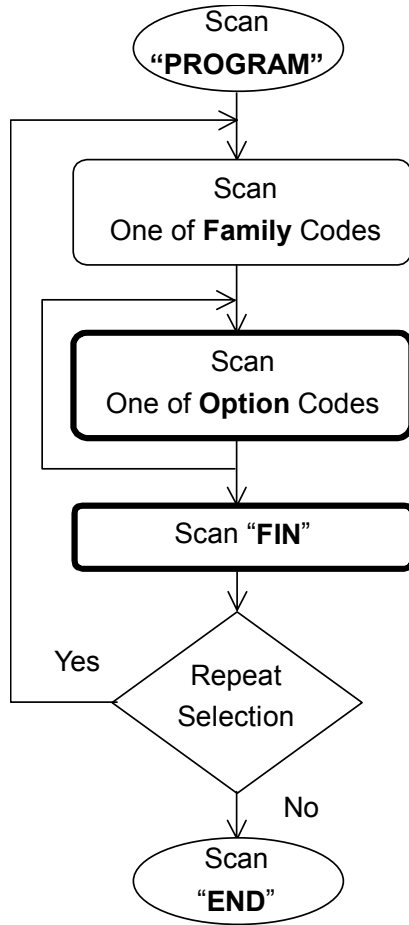 Scan
“PROGRAM”
Scan
One of Family Codes
Scan
One of Option Codes
Scan “FIN”
Yes
Repeat
Selection
No
Scan
“END”